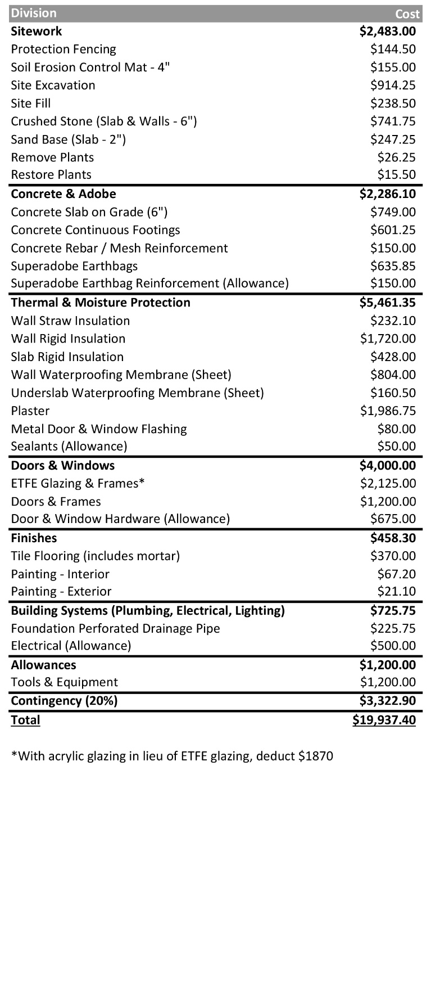 Division Cost
Sitework $2,483.00
Protection Fencing $144.50
Soil Erosion Control Mat - 4" $155.00
Site Excavation $914.25
Site Fill $238.50
Crushed Stone (Slab & Walls - 6") $741.75
Sand Base (Slab - 2") $247.25
Remove Plants $26.25
Restore Plants $15.50
Concrete & Adobe $2,286.10
Concrete Slab on Grade (6") $749.00
Concrete Continuous Footings $601.25
Concrete Rebar / Mesh Reinforcement $150.00
Superadobe Earthbags $635.85
Superadobe Earthbag Reinforcement (Allowance) $150.00
Thermal & Moisture Protection $5,461.35
Wall Straw Insulation $232.10
Wall Rigid Insulation $1,720.00
Slab Rigid Insulation $428.00
Wall Waterproofing Membrane (Sheet) $804.00
Underslab Waterproofing Membrane (Sheet) $160.50
Plaster $1,986.75
Metal Door & Window Flashing $80.00
Sealants (Allowance) $50.00
Doors & Windows $4,000.00
ETFE Glazing & Frames* $2,125.00
Doors & Frames $1,200.00
Door & Window Hardware (Allowance) $675.00
Finishes $458.30
Tile Flooring (includes mortar) $370.00
Painting - Interior $67.20
Painting - Exterior $21.10
Building Systems (Plumbing, Electrical, Lighting) $725.75
Foundation Perforated Drainage Pipe $225.75
Electrical (Allowance) $500.00
Allowances $1,200.00
Tools & Equipment $1,200.00
Contingency (20%) $3,322.90
Total $19,937.40
*With acrylic glazing in lieu of ETFE glazing, deduct $1870